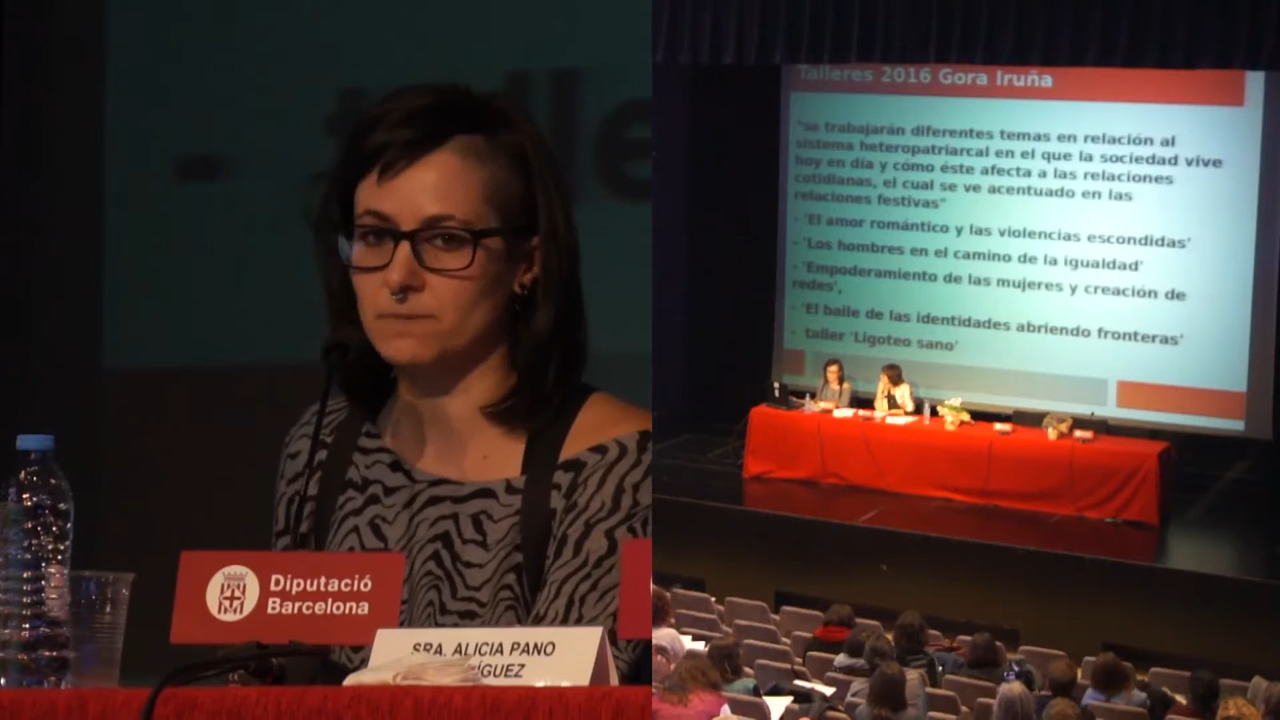 Diputació
Barcelona
SRA. ALICIA PANO
ÍGUEZ
Talleres 2016 Gora Iruña
"se trabajarán diferentes temas en relación al
sistema heteropatriarcal en el que la sociedad vive
hoy en día y cómo éste afecta a las relaciones
cotidianas, el cual se ve acentuado en las
relaciones festivas"
- 'El amor romántico y las violencias escondidas'
- 'Los hombres en el camino de la igualdad'
- 'Empoderamiento de las mujeres y creación de
redes',
- 'El baile de las identidades abriendo fronteras'
- taller 'Ligoteo sano'